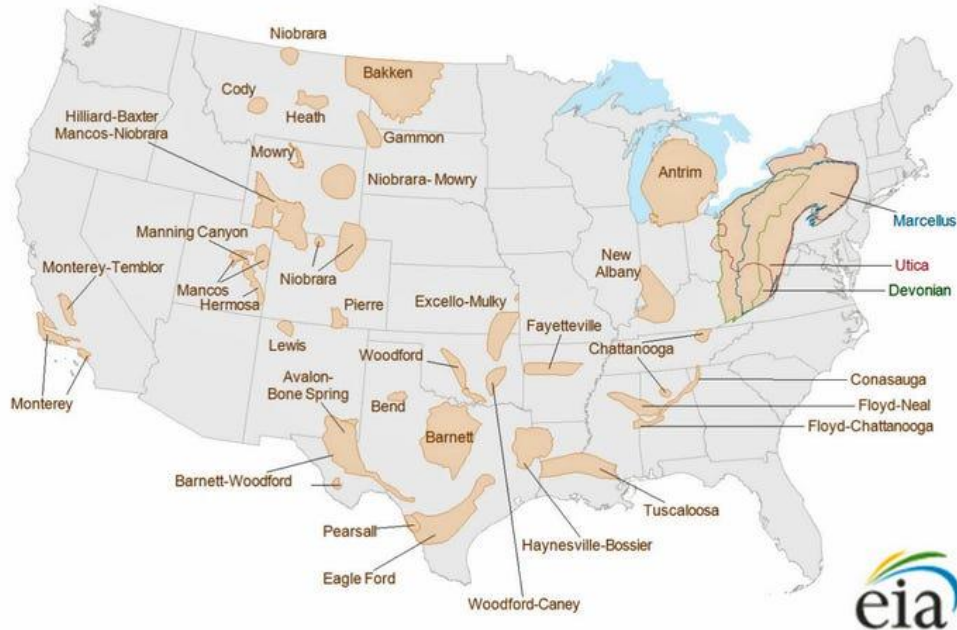 Niobrara
Bakken
Cody
Heath
Hilliard-Baxter
Mancos-Niobrara
Gammon
Mowry
Niobrara- Mowry
Antrim
Marcellus
Manning Canyon
New
Albany
Utica
Monterey-Temblor
Mancos
Niobrara
Devonian
Hermosa
Pierre
Excello-Mulky
Fayetteville
Lewis
Woodford
Chattanooga
Avalon-
Bone Spring
Conasauga
Monterey
Bend
Floyd-Neal
Barnett
Floyd-Chattanooga
Barnett-Woodford
Tuscaloosa
Pearsall
Haynesville-Bossier
Eagle Ford
Woodford-Caney
eia